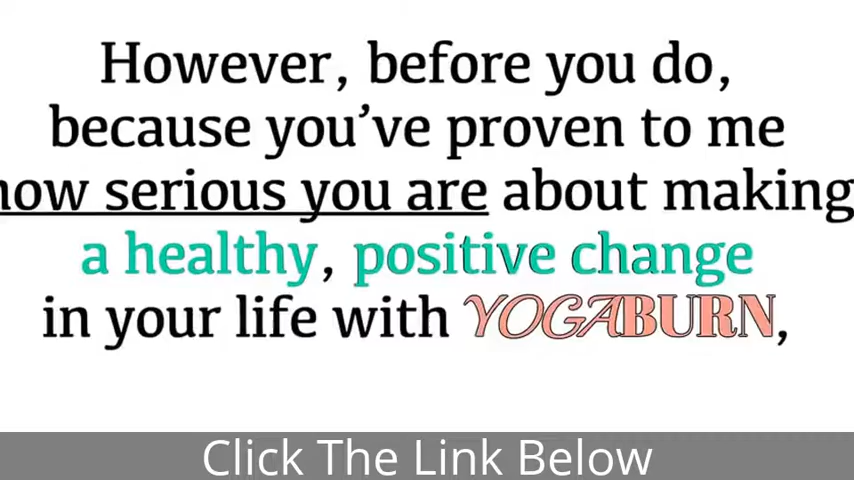 However, before you do,
because you’ve proven to me
how serious you are about making
a healthy, positive change
in your life with YOGABURN,
Click The Link Below